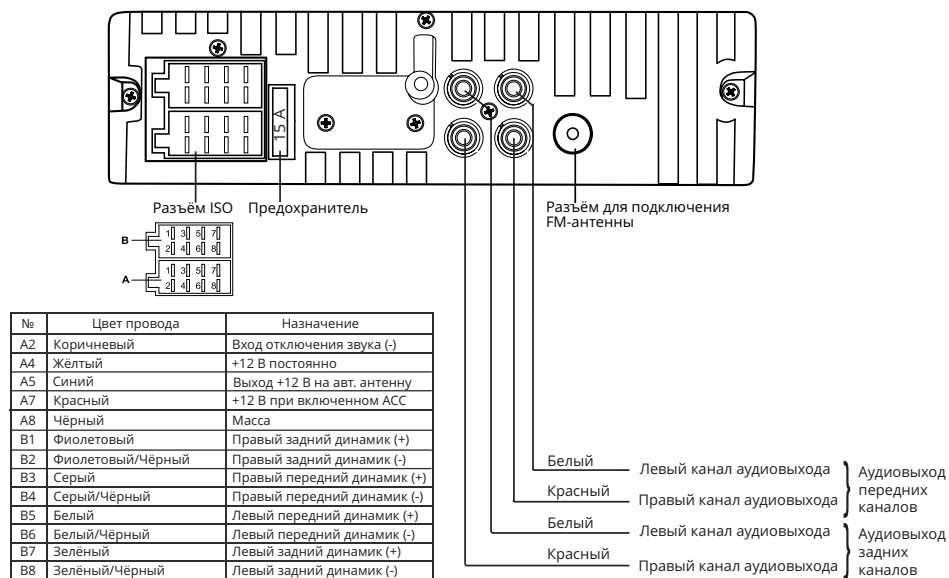 15 A
Разъём ISO
Предохранитель
Разъём для подключения
FM-антенны
B
1 3 5 7
2 4 6 8
A
1 3 5 7
2 4 6 8
№ Цвет провода Назначение
A2 Коричневый Вход отключения звука (-)
A4 Жёлтый +12 В постоянно
A5 Синий Выход +12 В на авт. антенну
A7 Красный +12 В при включенном ACC
A8 Чёрный Масса
B1 Фиолетовый Правый задний динамик (+)
B2 Фиолетовый/Чёрный Правый задний динамик (-)
B3 Серый Правый передний динамик (+)
B4 Серый/Чёрный Правый передний динамик (-)
B5 Белый Левый передний динамик (+)
B6 Белый/Чёрный Левый передний динамик (-)
B7 Зелёный Левый задний динамик (+)
B8 Зелёный/Чёрный Левый задний динамик (-)
Белый Левый канал аудиовыхода
Красный Правый канал аудиовыхода
Аудиовыход
передних
каналов
Белый Левый канал аудиовыхода
Красный Правый канал аудиовыхода
Аудиовыход
задних
каналов